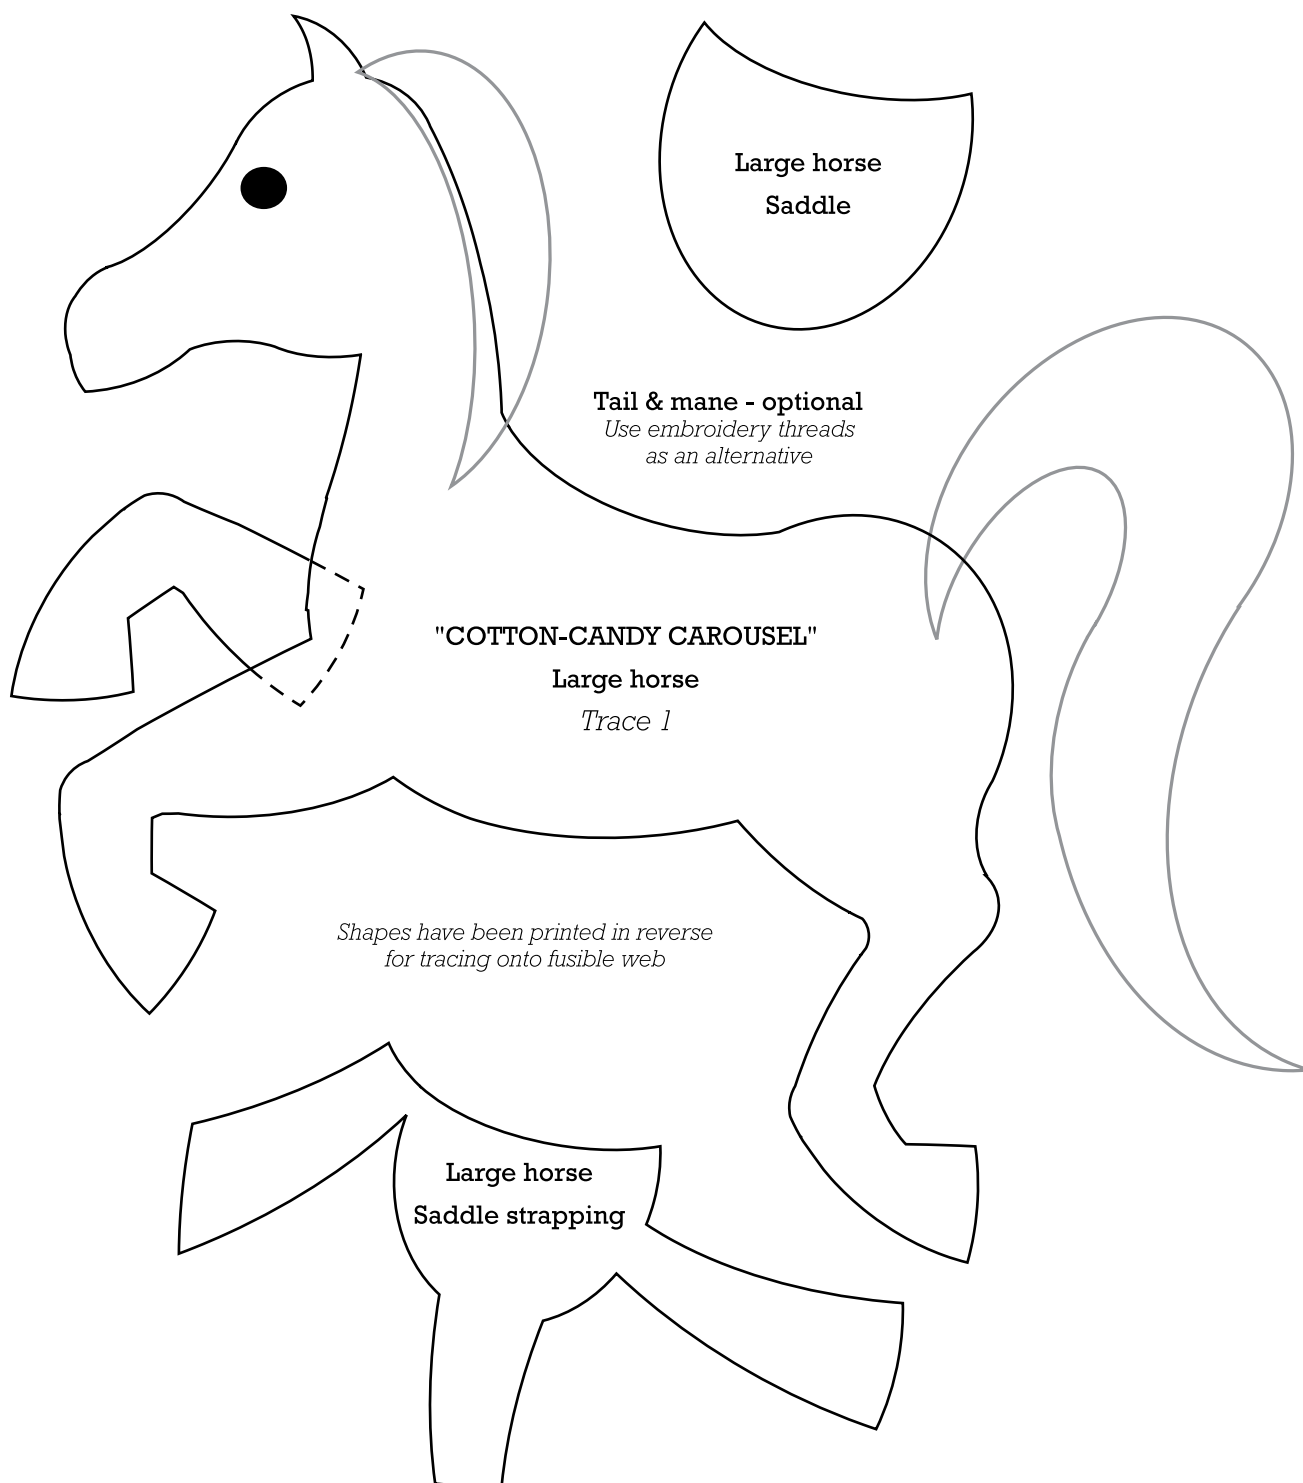 Large horse
Saddle
Tail & mane - optional
Use embroidery threads
as an alternative
"COTTON-CANDY CAROUSEL"
Large horse
Trace 1
Shapes have been printed in reverse
for tracing onto fusible web
Large horse
Saddle strapping